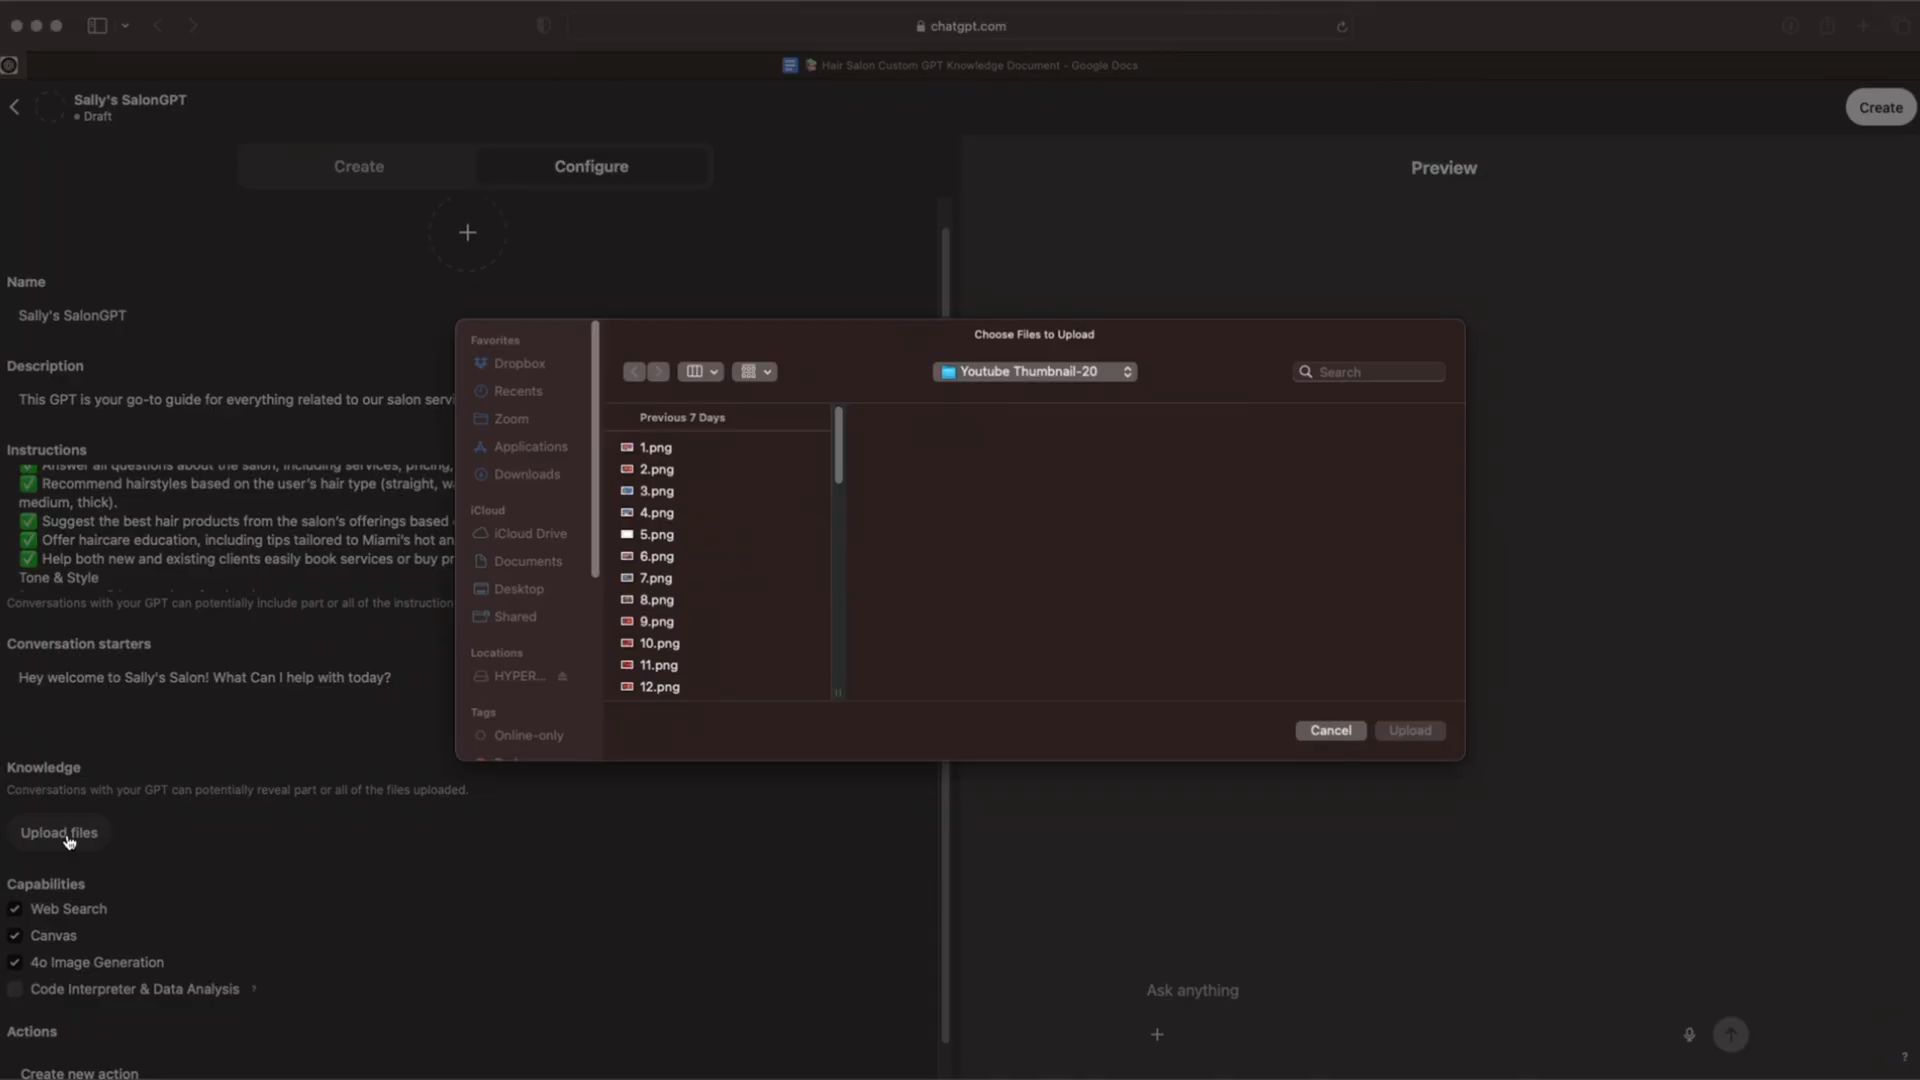 chatgpt.com
Hair Salon Custom GPT Knowledge Document - Google Docs
Sally's SalonGPT
Draft
Create
Create
Configure
Preview
Name
Sally's SalonGPT
Description
This GPT is your go-to guide for everything related to our salon servi
Instructions
✅ Answer all questions about the salon, including services, pricing,
✅ Recommend hairstyles based on the user's hair type (straight, w
medium, thick).
✅ Suggest the best hair products from the salon's offerings based
✅ Offer haircare education, including tips tailored to Miami's hot an
✅ Help both new and existing clients easily book services or buy pr
Tone & Style
Conversations with your GPT can potentially include part or all of the instruction
Conversation starters
Hey welcome to Sally's Salon! What Can I help with today?
Knowledge
Conversations with your GPT can potentially reveal part or all of the files uploaded.
Upload files
Capabilities
Web Search
Canvas
4o Image Generation
Code Interpreter & Data Analysis ?
Actions
Create new action
Favorites
Dropbox
Recents
Zoom
Applications
Downloads
iCloud
iCloud Drive
Documents
Desktop
Shared
Locations
HYPER...
Tags
Online-only
Choose Files to Upload
Youtube Thumbnail-20
Search
Previous 7 Days
1.png
2.png
3.png
4.png
5.png
6.png
7.png
8.png
9.png
10.png
11.png
12.png
Cancel
Upload
Ask anything
?